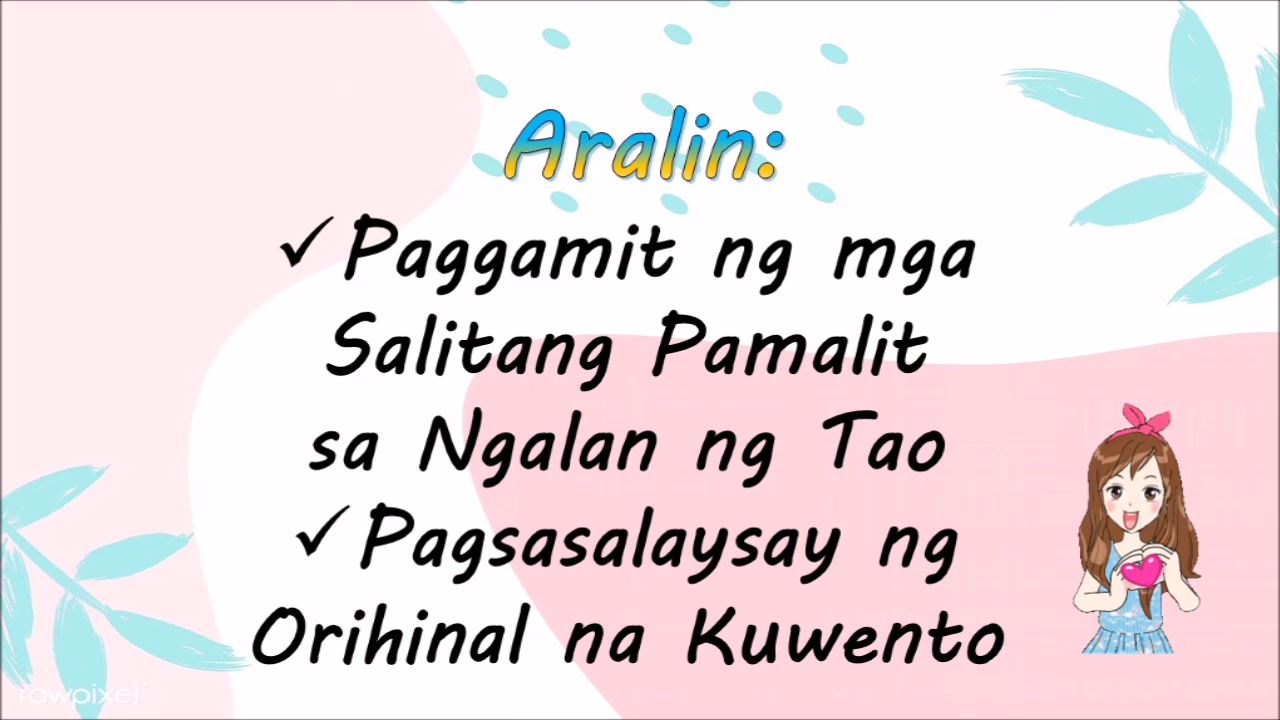 Aralin:
✓Paggamit ng mga
Salitang Pamalit
sa Ngalan ng Tao
✓Pagsasalaysay ng
Orihinal na Kuwento
rawpixel